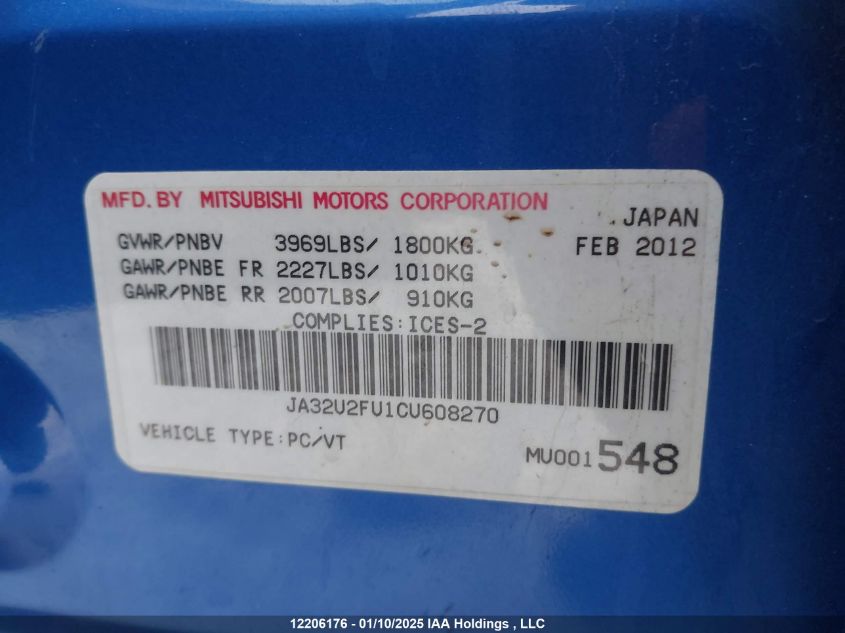 MFD. BY MITSUBISHI MOTORS CORPORATION
JAPAN
GVWR/PNBV 3969LBS/ 1800KG FEB 2012
GAWR/PNBE FR 2227LBS/ 1010KG
GAWR/PNBE RR 2007LBS/ 910KG
COMPLIES:ICES-2
JA32U2FU1CU608270
VEHICLE TYPE:PC/VT
MU001548
12206176 - 01/10/2025 IAA Holdings , LLC